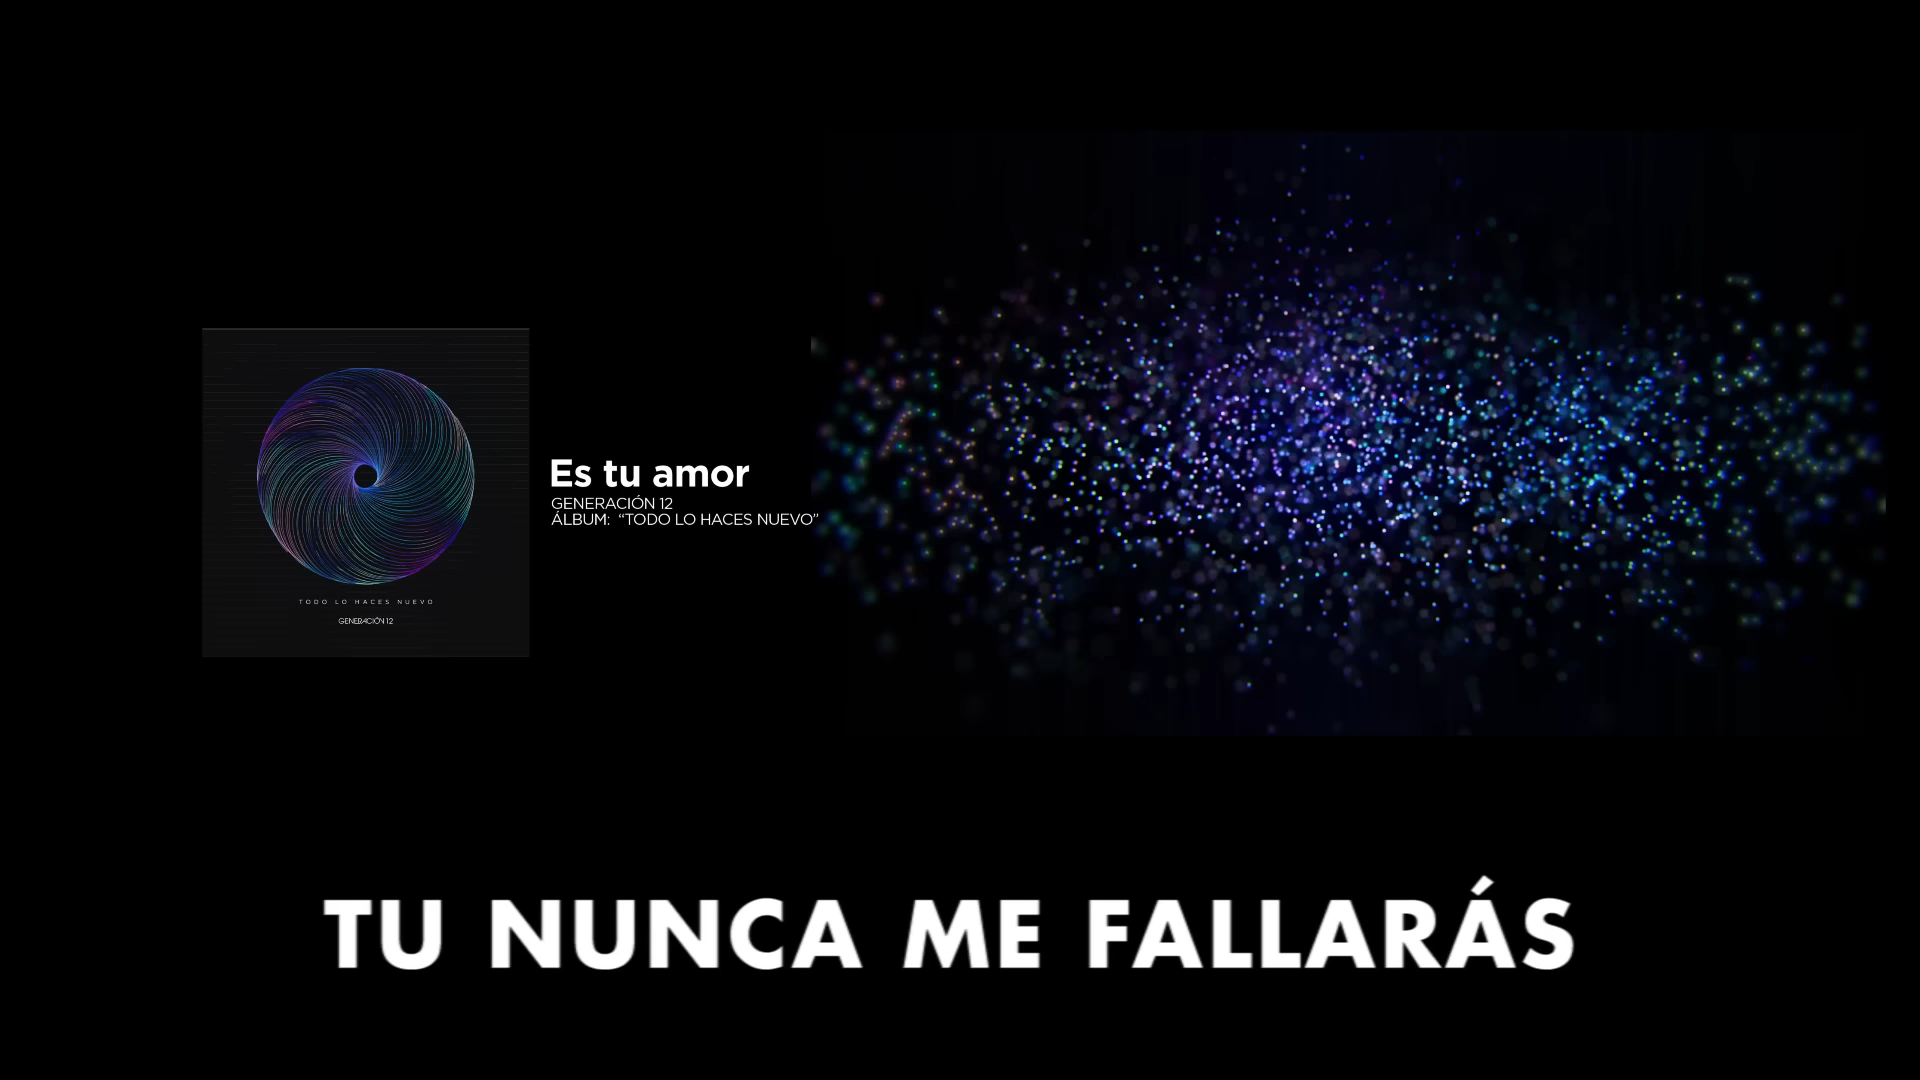 Es tu amor
GENERACIÓN 12
ÁLBUM: “TODO LO HACES NUEVO”
TODO LO HACES NUEVO
GENERACIÓN 12
TU NUNCA ME FALLARÁS